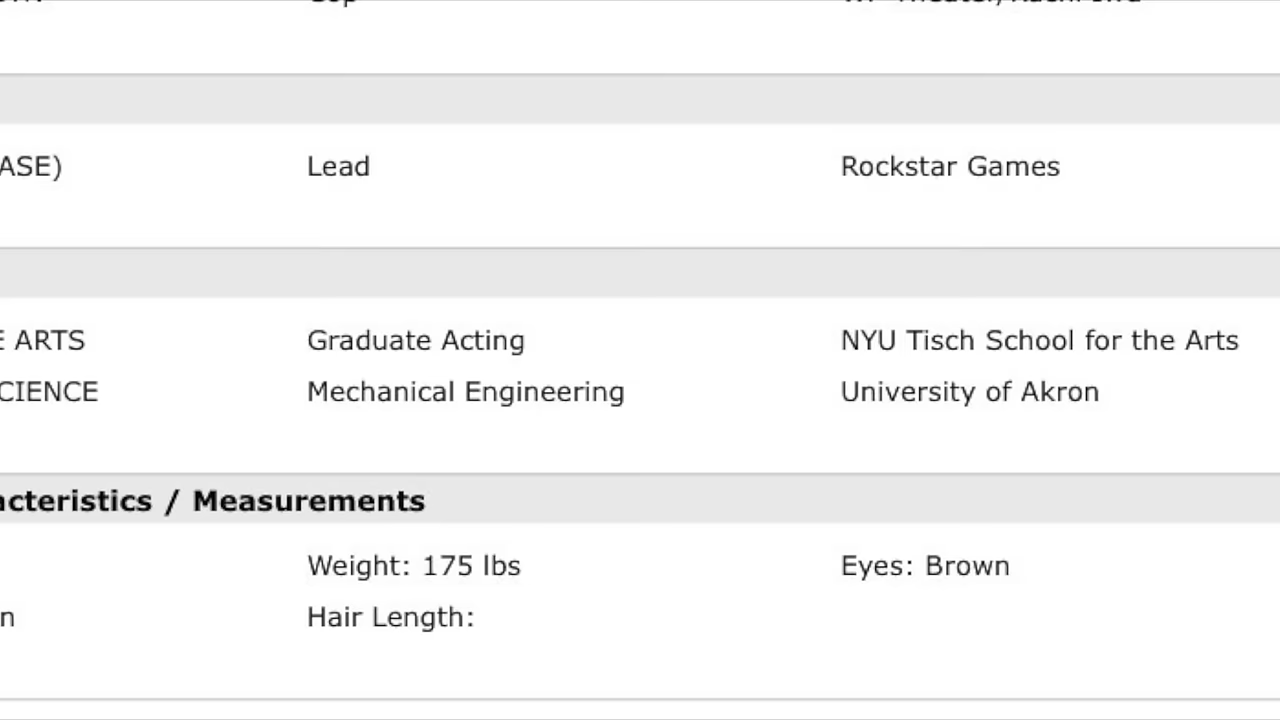 ASE) Lead Rockstar Games
E ARTS Graduate Acting NYU Tisch School for the Arts
CIENCE Mechanical Engineering University of Akron
acteristics / Measurements
Weight: 175 lbs Eyes: Brown
n Hair Length: